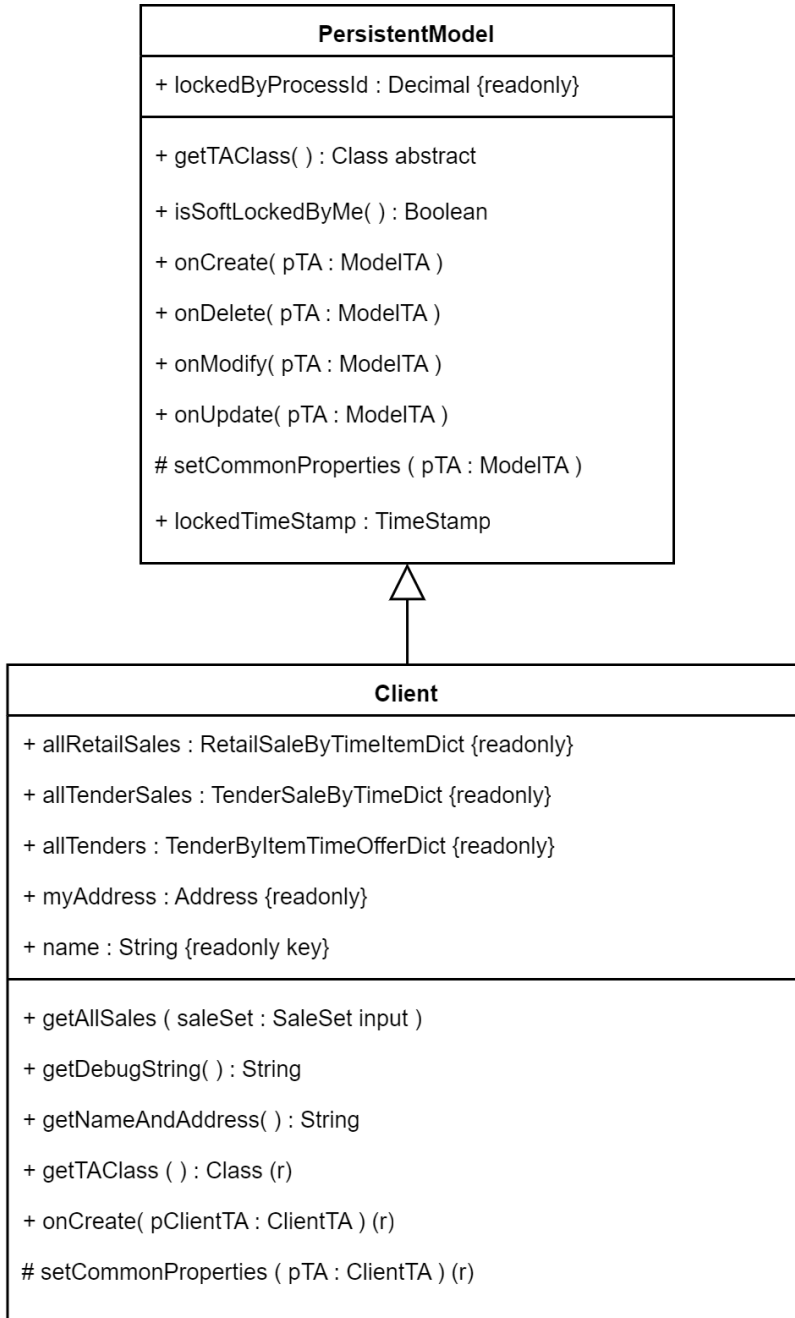 PersistentModel
+ lockedByProcessId : Decimal {readonly}
+ getTAClass( ) : Class abstract
+ isSoftLockedByMe( ) : Boolean
+ onCreate( pTA : ModelTA )
+ onDelete( pTA : ModelTA )
+ onModify( pTA : ModelTA )
+ onUpdate( pTA : ModelTA )
# setCommonProperties ( pTA : ModelTA )
+ lockedTimeStamp : TimeStamp
Client
+ allRetailSales : RetailSaleByTimeItemDict {readonly}
+ allTenderSales : TenderSaleByTimeDict {readonly}
+ allTenders : TenderByItemTimeOfferDict {readonly}
+ myAddress : Address {readonly}
+ name : String {readonly key}
+ getAllSales ( saleSet : SaleSet input )
+ getDebugString( ) : String
+ getNameAndAddress( ) : String
+ getTAClass ( ) : Class (r)
+ onCreate( pClientTA : ClientTA ) (r)
# setCommonProperties ( pTA : ClientTA ) (r)